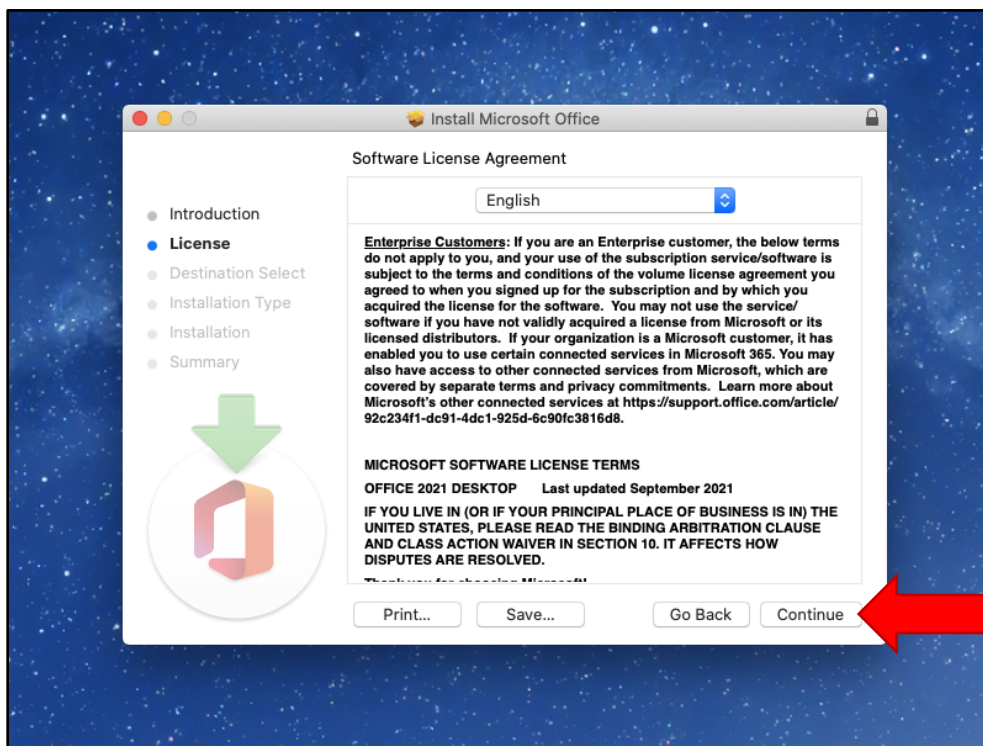 Install Microsoft Office
Software License Agreement
English
Introduction
License
Destination Select
Installation Type
Installation
Summary
Enterprise Customers: If you are an Enterprise customer, the below terms
do not apply to you, and your use of the subscription service/software is
subject to the terms and conditions of the volume license agreement you
agreed to when you signed up for the subscription and by which you
acquired the license for the software.  You may not use the service/
software if you have not validly acquired a license from Microsoft or its
licensed distributors.  If your organization is a Microsoft customer, it has
enabled you to use certain connected services in Microsoft 365. You may
also have access to other connected services from Microsoft, which are
covered by separate terms and privacy commitments.  Learn more about
Microsoft's other connected services at https://support.office.com/article/
92c234f1-dc91-4dc1-925d-6c90fc3816d8.
MICROSOFT SOFTWARE LICENSE TERMS
OFFICE 2021 DESKTOP    Last updated September 2021
IF YOU LIVE IN (OR IF YOUR PRINCIPAL PLACE OF BUSINESS IS IN) THE
UNITED STATES, PLEASE READ THE BINDING ARBITRATION CLAUSE
AND CLASS ACTION WAIVER IN SECTION 10. IT AFFECTS HOW
DISPUTES ARE RESOLVED.
Thank you for choosing Microsoft!
Print...
Save...
Go Back
Continue